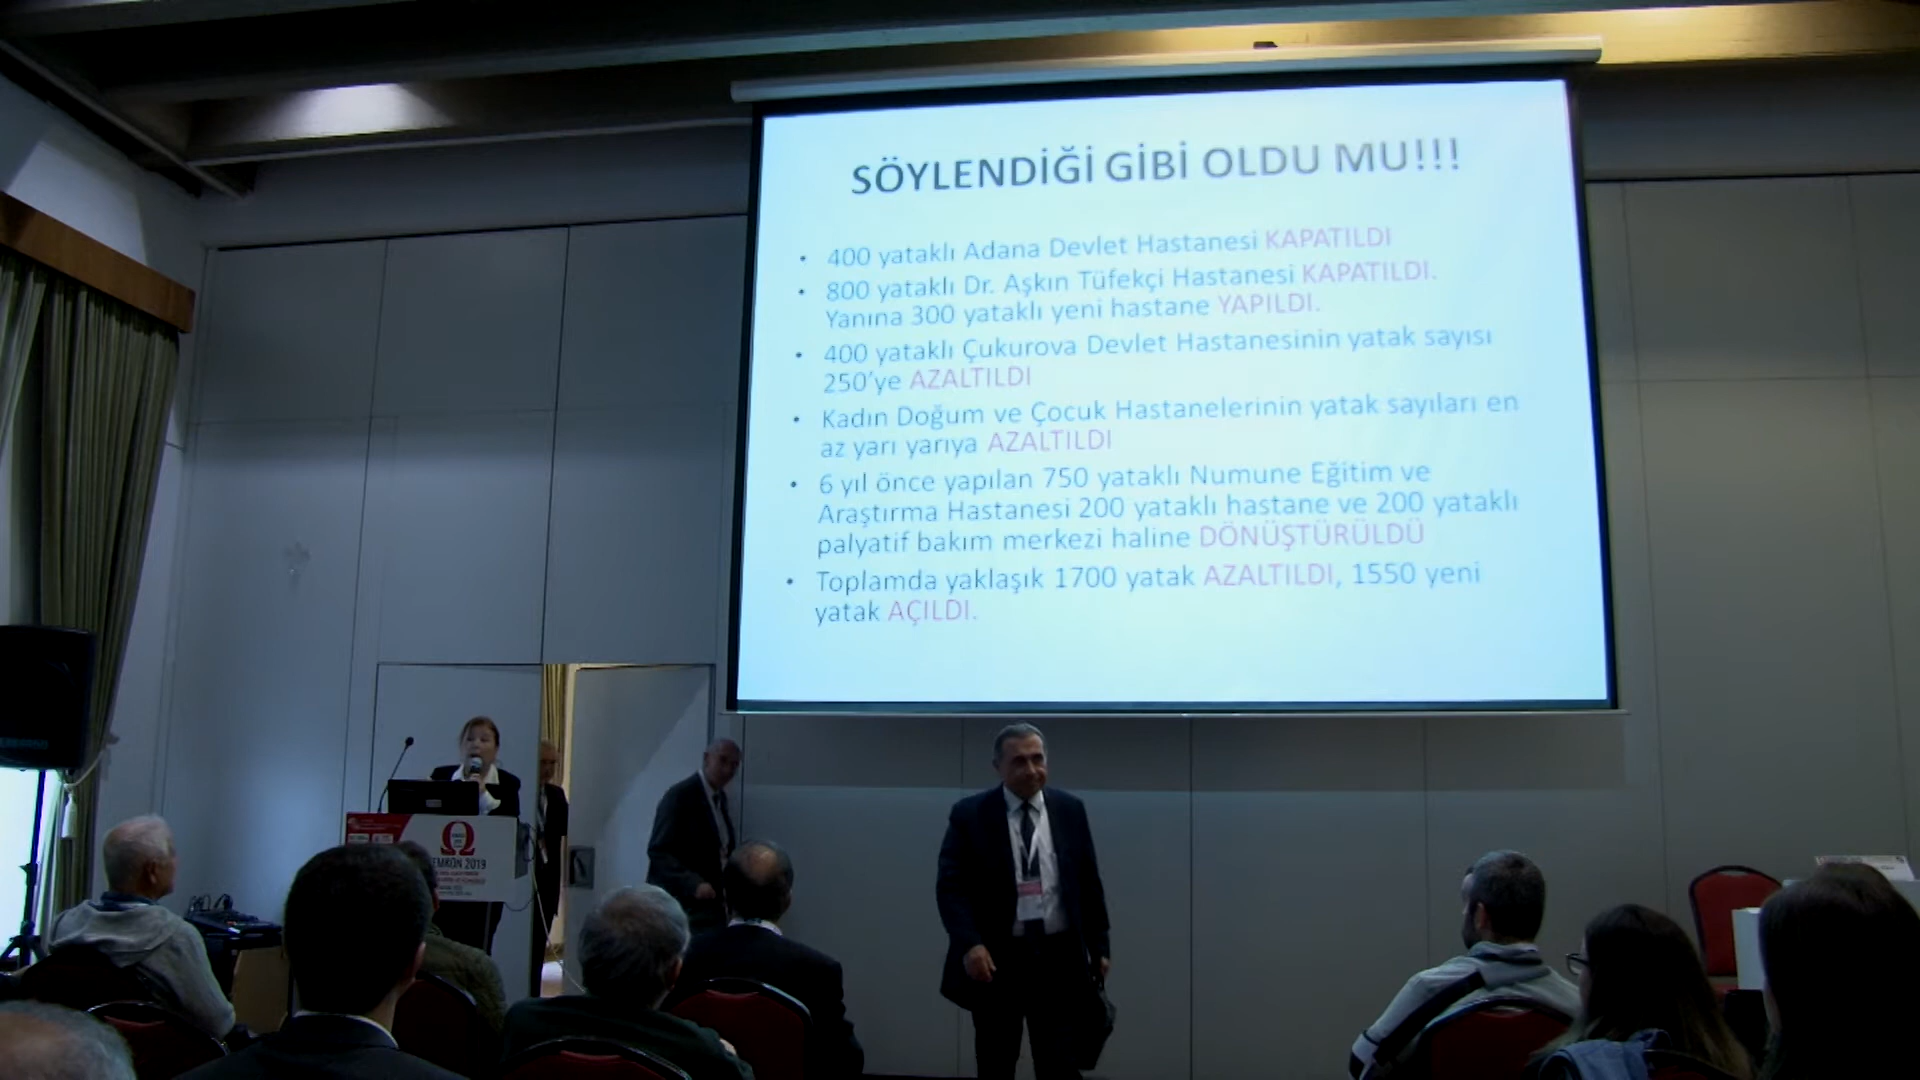 SÖYLENDİĞİ GİBİ OLDU MU!!!
• 400 yataklı Adana Devlet Hastanesi KAPATILDI
• 800 yataklı Dr. Aşkın Tüfekçi Hastanesi KAPATILDI.
Yanına 300 yataklı yeni hastane YAPILDI.
• 400 yataklı Çukurova Devlet Hastanesinin yatak sayısı
250’ye AZALTILDI
• Kadın Doğum ve Çocuk Hastanelerinin yatak sayıları en
az yarı yarıya AZALTILDI
• 6 yıl önce yapılan 750 yataklı Numune Eğitim ve
Araştırma Hastanesi 200 yataklı hastane ve 200 yataklı
palyatif bakım merkezi haline DÖNÜŞTÜRÜLDÜ
• Toplamda yaklaşık 1700 yatak AZALTILDI, 1550 yeni
yatak AÇILDI.
EMKON 2019